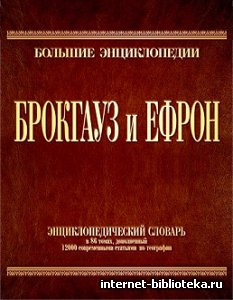 БОЛЬШИЕ ЭНЦИКЛОПЕДИИ
БРОКГАУЗ и ЕФРОН
ЭНЦИКЛОПЕДИЧЕСКИЙ СЛОВАРЬ
в 86 томах, дополненный
12000 современными статьями по географии
internet-biblioteka.ru